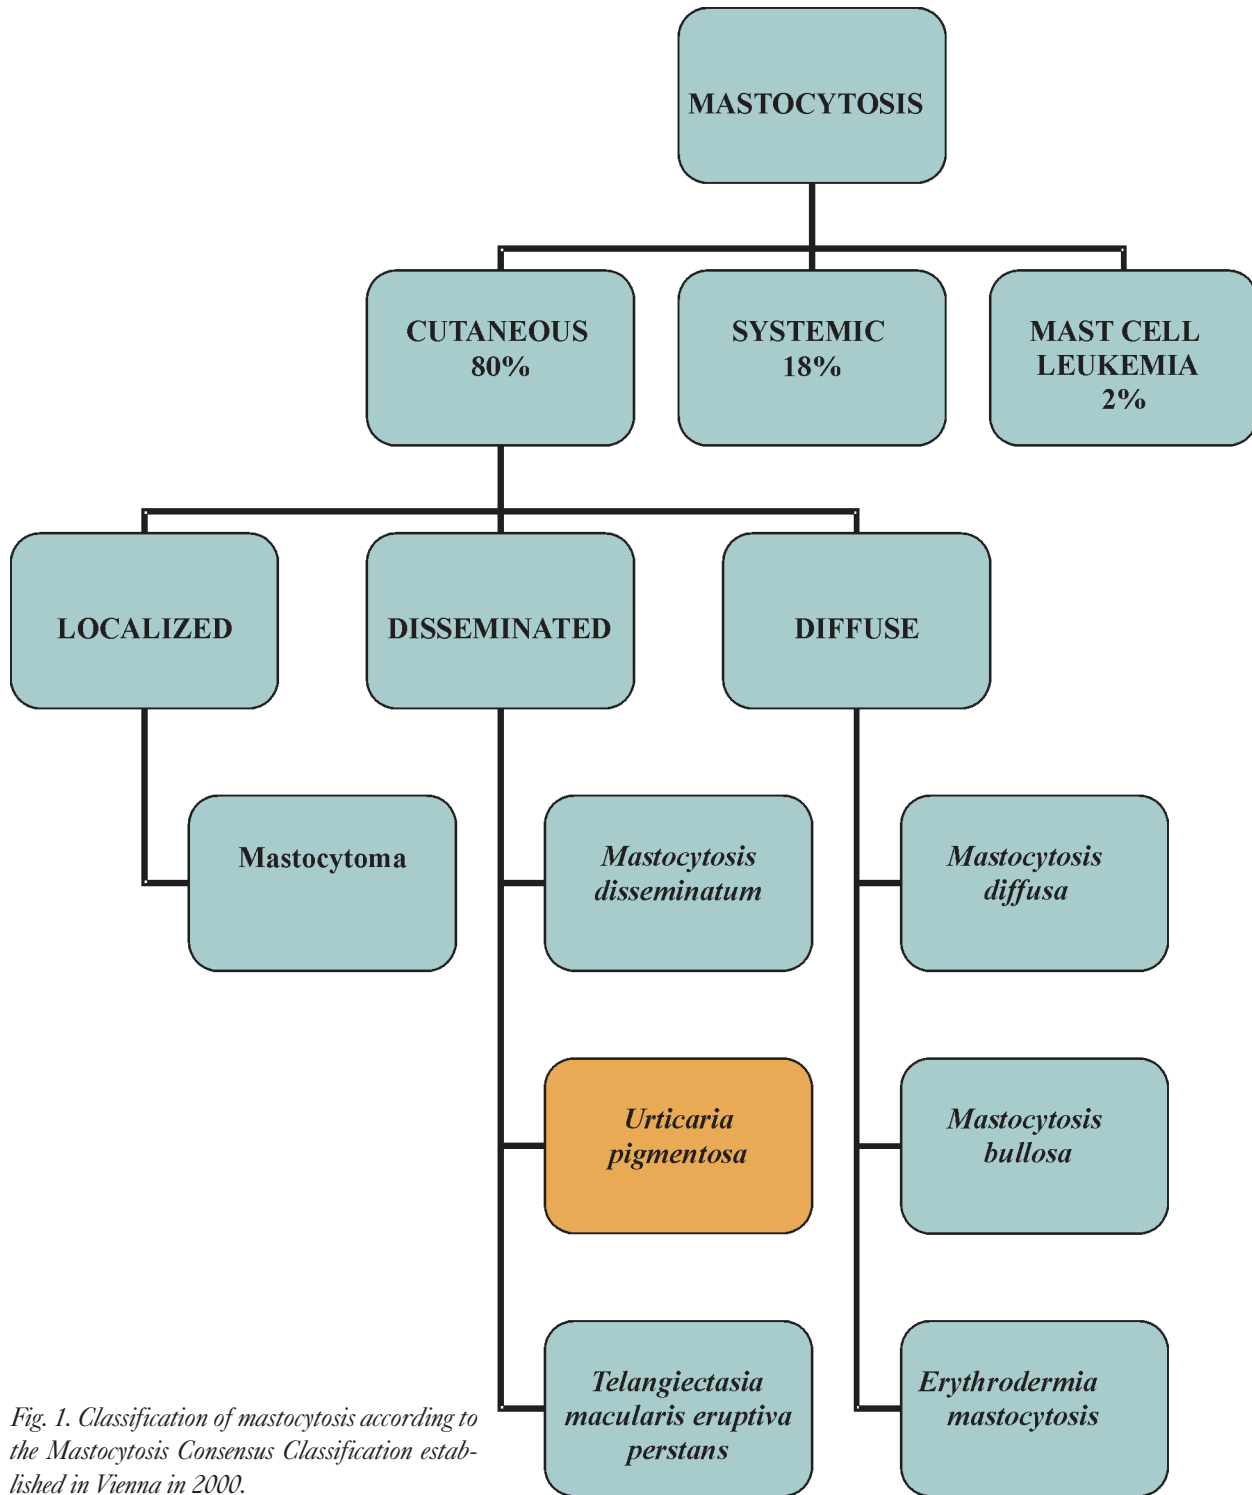 MASTOCYTOSIS
CUTANEOUS
80%
SYSTEMIC
18%
MAST CELL
LEUKEMIA
2%
LOCALIZED
DISSEMINATED
DIFFUSE
Mastocytoma
Mastocytosis
disseminatum
Mastocytosis
diffusa
Urticaria
pigmentosa
Mastocytosis
bullosa
Telangiectasia
macularis eruptiva
perstans
Erythrodermia
mastocytosis
Fig. 1. Classification of mastocytosis according to
the Mastocytosis Consensus Classification estab-
lished in Vienna in 2000.